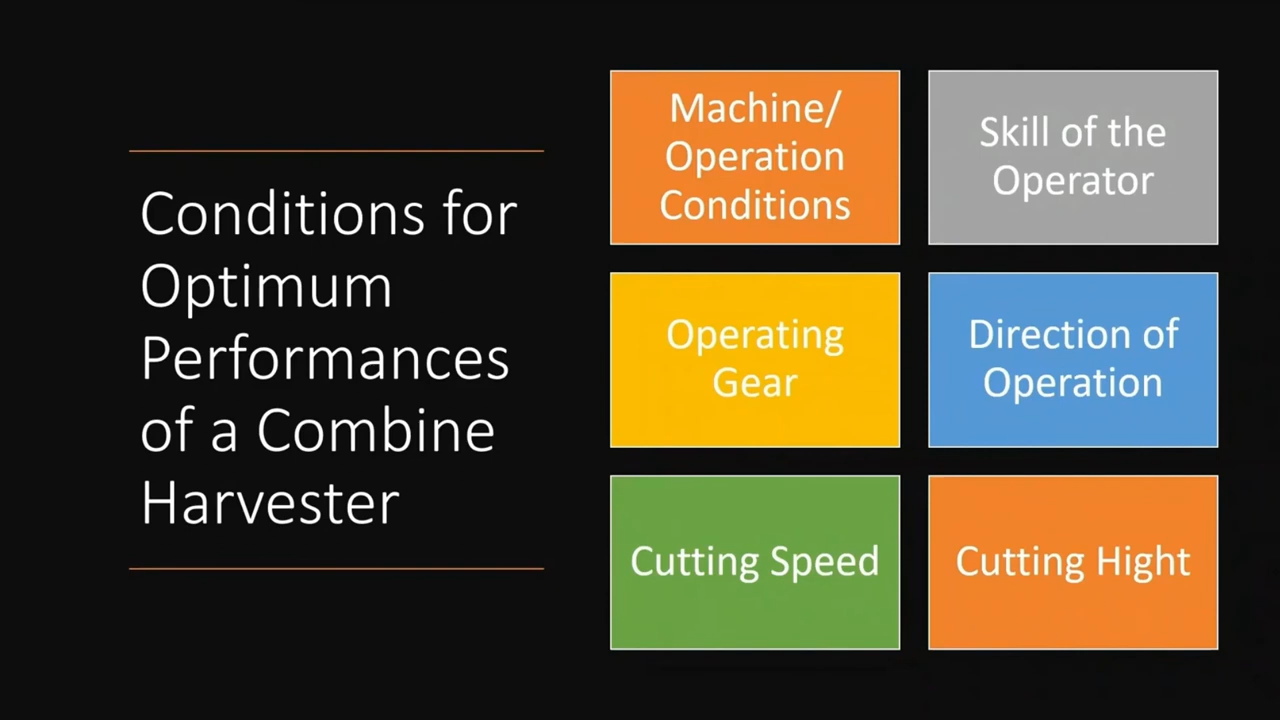 Conditions for
Optimum
Performances
of a Combine
Harvester
Machine/
Operation
Conditions
Skill of the
Operator
Operating
Gear
Direction of
Operation
Cutting Speed
Cutting Hight